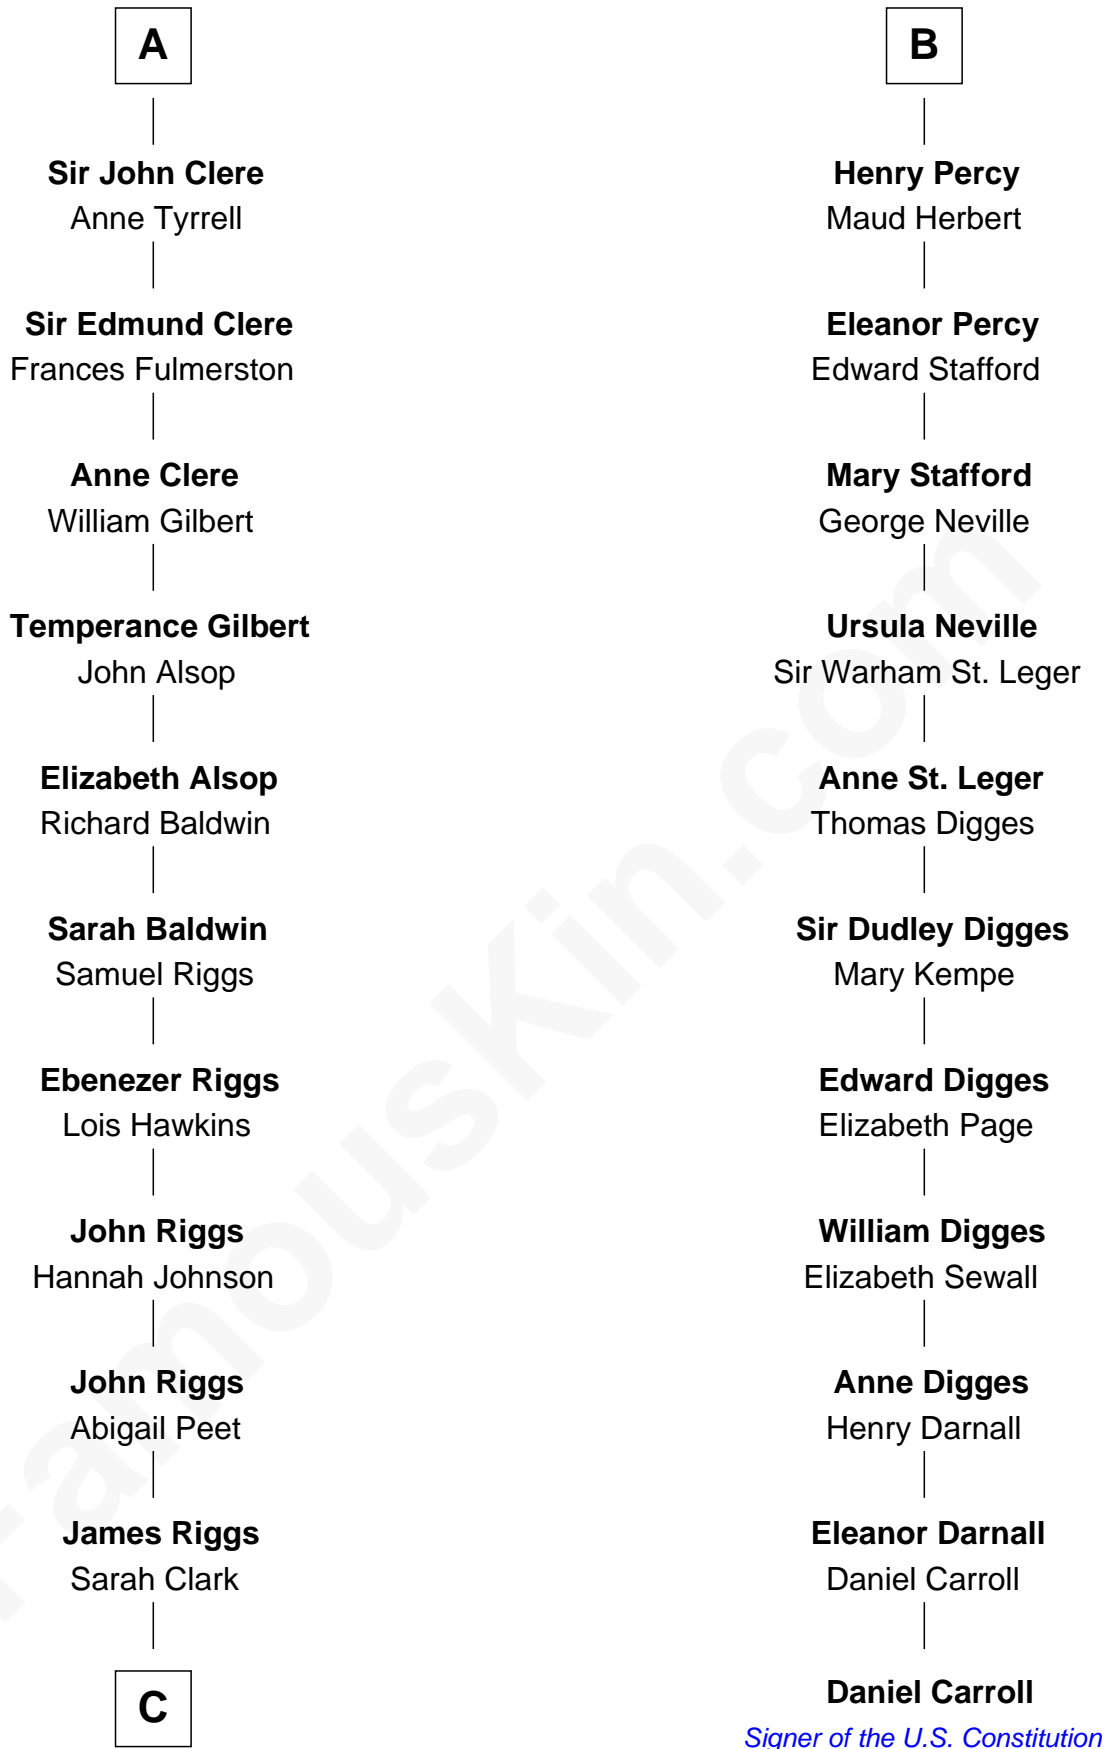 A
Sir John Clere
Anne Tyrrell
Sir Edmund Clere
Frances Fulmerston
Anne Clere
William Gilbert
Temperance Gilbert
John Alsop
Elizabeth Alsop
Richard Baldwin
Sarah Baldwin
Samuel Riggs
Ebenezer Riggs
Lois Hawkins
John Riggs
Hannah Johnson
John Riggs
Abigail Peet
James Riggs
Sarah Clark
C
B
Henry Percy
Maud Herbert
Eleanor Percy
Edward Stafford
Mary Stafford
George Neville
Ursula Neville
Sir Warham St. Leger
Anne St. Leger
Thomas Digges
Sir Dudley Digges
Mary Kempe
Edward Digges
Elizabeth Page
William Digges
Elizabeth Sewall
Anne Digges
Henry Darnall
Eleanor Darnall
Daniel Carroll
Daniel Carroll
Signer of the U.S. Constitution
FamousKin.com